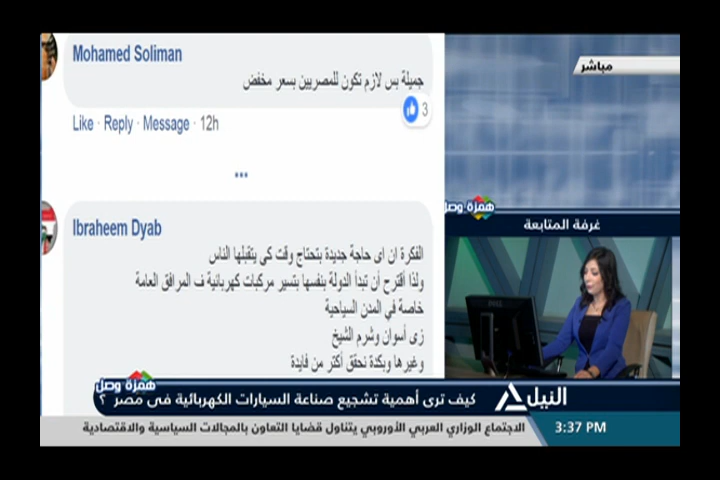 Mohamed Soliman
جميلة بس لازم تكون للمصريين بسعر مخفض
3
Like · Reply · Message · 12h
...
Ibraheem Dyab
الفكرة ان اى حاجة جديدة بتحتاج وقت كى يتقبلها الناس
ولذا أقترح أن تبدأ الدولة بنفسها بتسير مركبات كهربائية ف المرافق العامة
خاصة في المدن السياحية
زى أسوان وشرم الشيخ
وغيرها وبكدة نحقق أكتر من فايدة
مباشر
همزة وصل
غرفة المتابعة
DELL
همزة وصل
النيل
كيف ترى أهمية تشجيع صناعة السيارات الكهربائية فى مصر ؟
الاجتماع الوزاري العربي الأوروبي يتناول قضايا التعاون بالمجالات السياسية والاقتصادية
3:37 PM